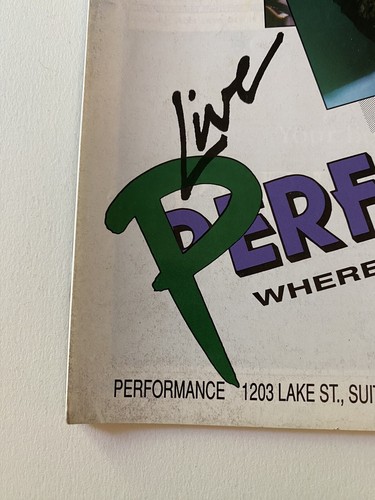 Live
PERF
WHERE
PERFORMANCE 1203 LAKE ST., SUIT